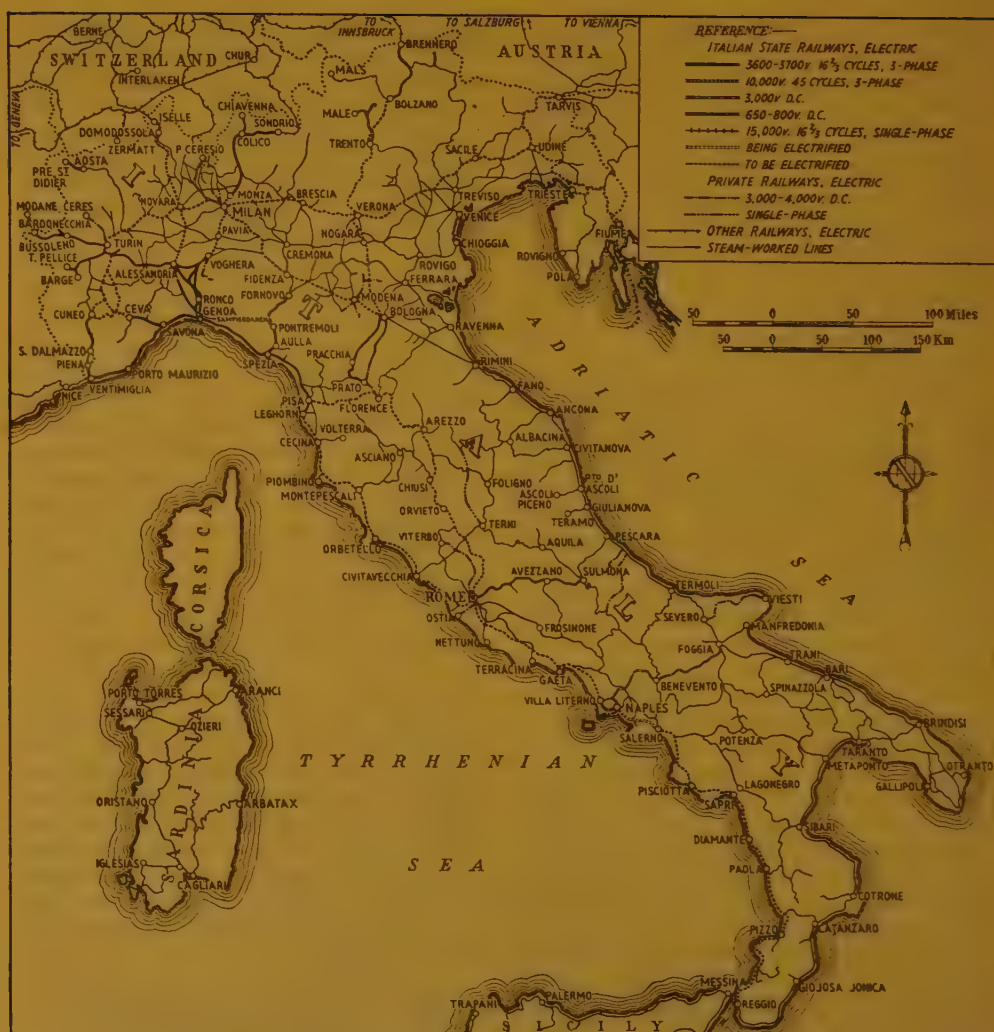 TO INNSBRUCK
TO SALZBURG
TO VIENNA
BERNE
SWITZERLAND
CHUR
INTERLAKEN
BRENNERO
AUSTRIA
MALS
TO GENEVA
ISELLE
CHIAVENNA
MALE
BOLZANO
TARVIS
DOMODOSSOLA
SONDRIO
ZERMATT
P. CERESIO
COLICO
TRENTO
SACILE
UDINE
AOSTA
PRE ST DIDIER
NOVARA
MONZA
BRESCIA
TREVISO
TRIESTE
MODANE
CERES
MILAN
VERONA
VENICE
BARDONECCHIA
PAVIA
NOGARA
FIUME
BUSSOLENO
TURIN
CHIOGGIA
T. PELLICE
ALESSANDRIA
VOGHERA
CREMONA
ROVIGO
ROVIGNO
BARGE
FIDENZA
FERRARA
POLA
RONCO
FORNOVO
MODENA
CUNEO
CEVA
GENOA
SAMPIERDARENA
BOLOGNA
SAVONA
PONTREMOLI
RAVENNA
S. DALMAZZO
AULLA
PIENA
SPEZIA
PRACCHIA
RIMINI
PORTO MAURIZIO
PRATO
NICE
VENTIMIGLIA
PISA
FLORENCE
FANO
LEGHORN
ANCONA
VOLTERRA
AREZZO
CECINA
ALBACINA
CIVITANOVA
ASCIANO
PIOMBINO
CHIUSI
FOLIGNO
PTO D' ASCOLI
MONTEPESCALI
ASCOLI PICENO
ORVIETO
GIULIANOVA
TERAMO
VITERBO
TERNI
ORBETELLO
AQUILA
PESCARA
CIVITAVECCHIA
AVEZZANO
SULMONA
TERMOLI
ROME
VIESTI
OSTIA
SEVERO
FROSINONE
MANFREDONIA
NETTUNO
FOGGIA
TERRACINA
TRANI
GAETA
BARI
BENEVENTO
SPINAZZOLA
VILLA LITERNO
NAPLES
BRINDISI
SALERNO
POTENZA
TARANTO
METAPONTO
OTRANTO
LAGONEGRO
GALLIPOLI
PISCIOTTA
SAPRI
SIBARI
DIAMANTE
PAOLA
COTRONE
PIZZO
CATANZARO
MESSINA
GIOJOSA JONICA
REGGIO
TRAPANI
PALERMO
SICILY
CORSICA
PORTO TORRES
ARANCI
SESSARI
OZIERI
SARDINIA
ORISTANO
ARBATAX
IGLESIAS
CAGLIARI
ITALY
ADRIATIC
SEA
TYRRHENIAN
SEA
REFERENCE:—
ITALIAN STATE RAILWAYS, ELECTRIC
3600-3700V 16⅔ CYCLES, 3-PHASE
10,000V. 45 CYCLES, 3-PHASE
3,000V D.C.
650-800V. D.C.
15,000V. 16⅔ CYCLES, SINGLE-PHASE
BEING ELECTRIFIED
TO BE ELECTRIFIED
PRIVATE RAILWAYS, ELECTRIC
3,000-4,000V. D.C.
SINGLE-PHASE
OTHER RAILWAYS, ELECTRIC
STEAM-WORKED LINES
50 0 50 100 Miles
50 0 50 100 150 Km